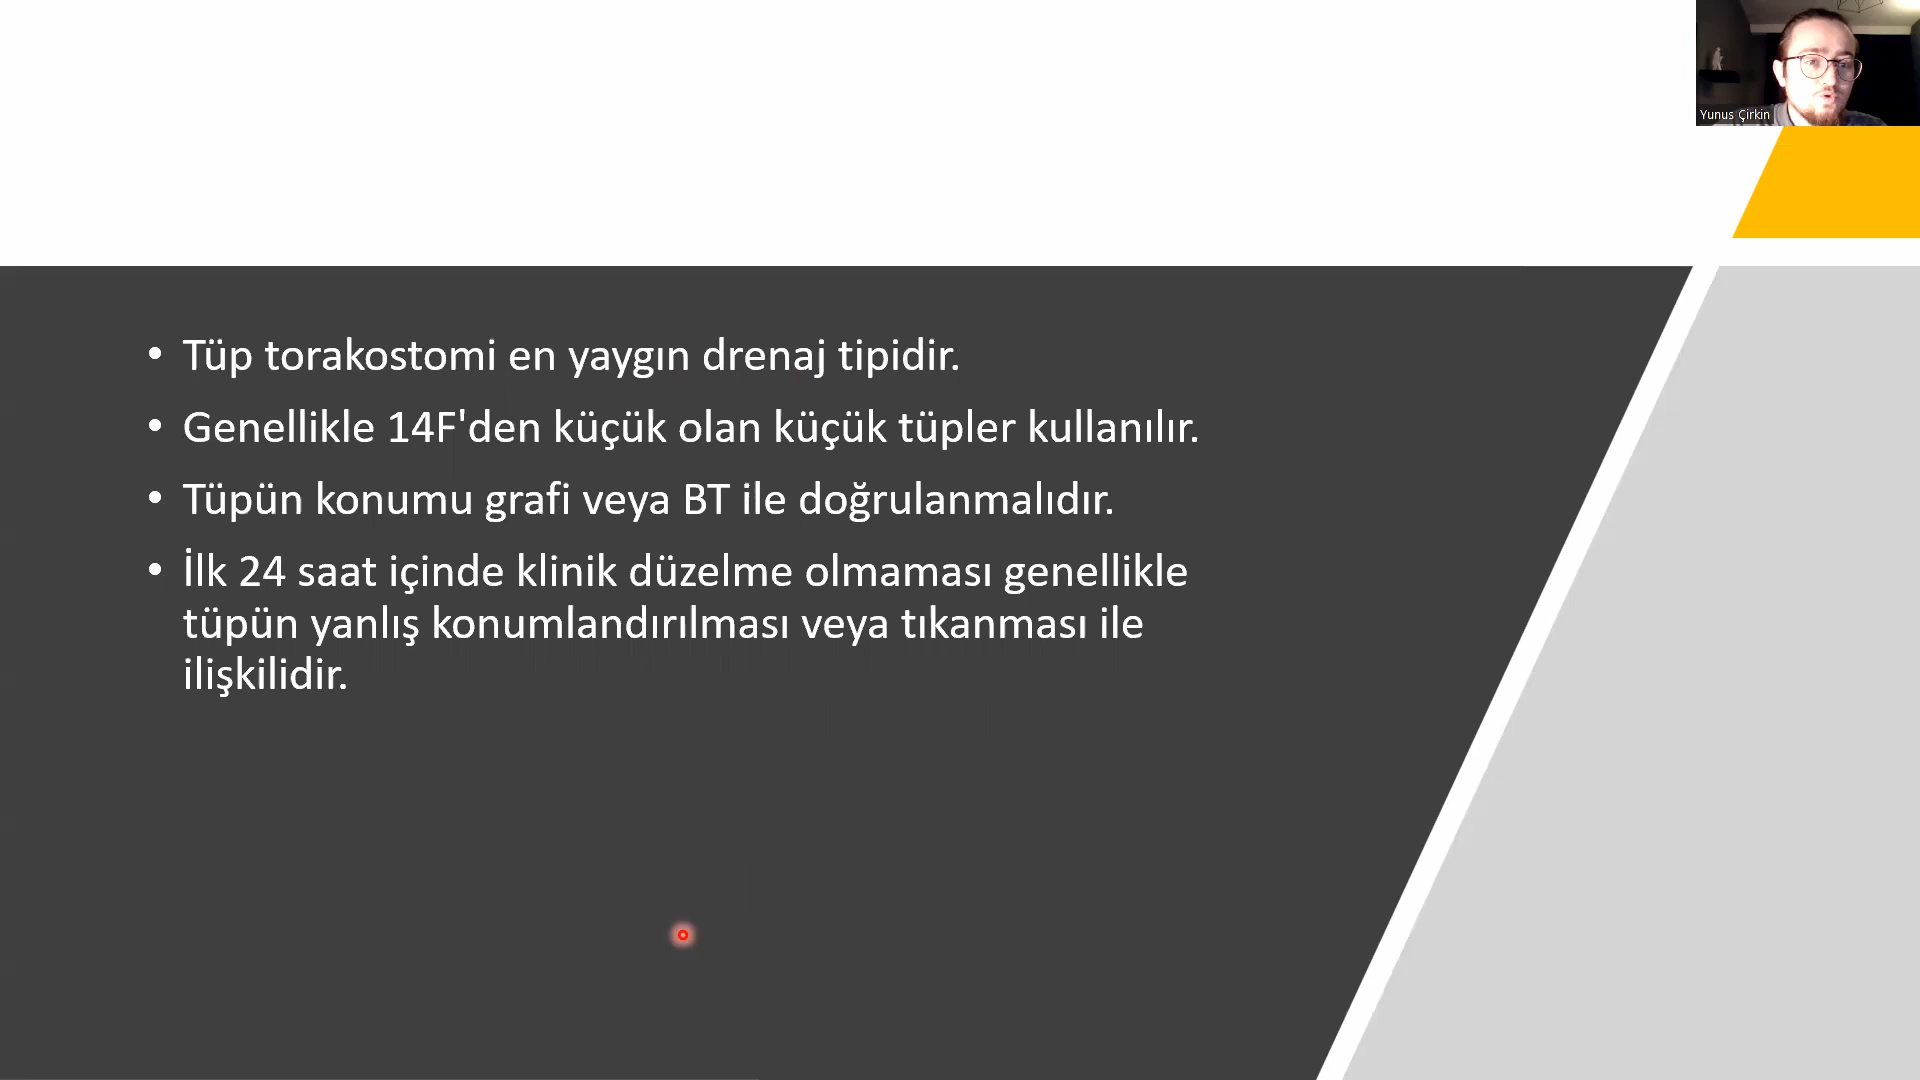 Yunus Çirkin
• Tüp torakostomi en yaygın drenaj tipidir.
• Genellikle 14F'den küçük olan küçük tüpler kullanılır.
• Tüpün konumu grafi veya BT ile doğrulanmalıdır.
• İlk 24 saat içinde klinik düzelme olmaması genellikle
tüpün yanlış konumlandırılması veya tıkanması ile
ilişkilidir.